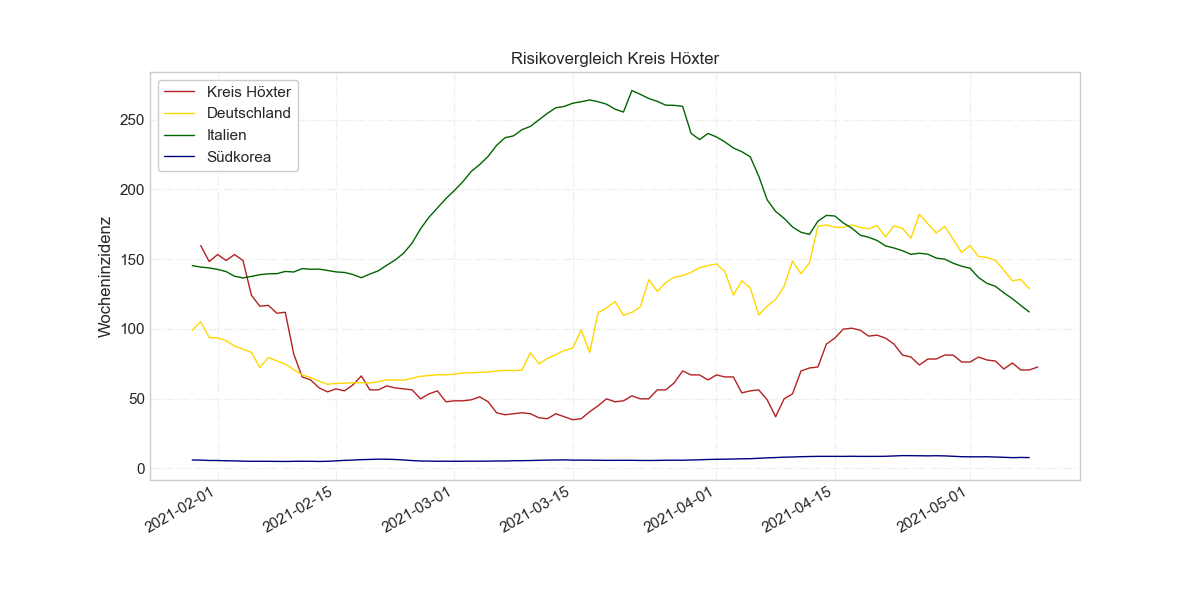 Risikovergleich Kreis Höxter
Kreis Höxter
Deutschland
Italien
Südkorea
Wocheninzidenz
250
200
150
100
50
0
2021-02-01
2021-02-15
2021-03-01
2021-03-15
2021-04-01
2021-04-15
2021-05-01